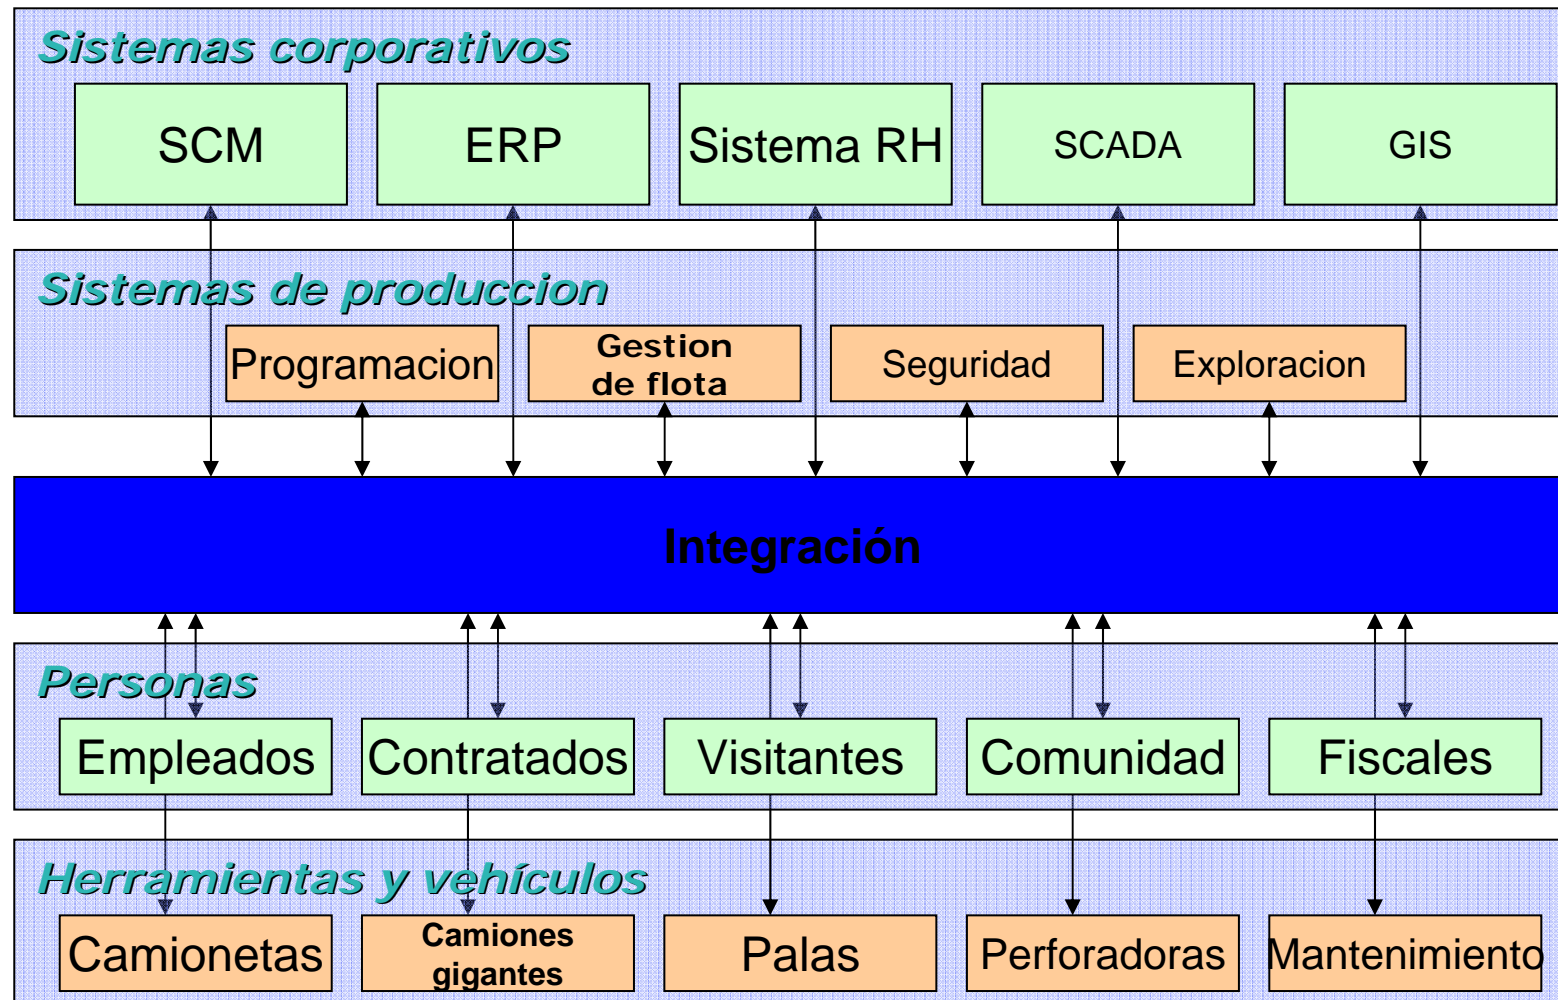 Sistemas corporativos
SCM
ERP
Sistema RH
SCADA
GIS
Sistemas de produccion
Programacion
Gestion
de flota
Seguridad
Exploracion
Integración
Personas
Empleados
Contratados
Visitantes
Comunidad
Fiscales
Herramientas y vehículos
Camionetas
Camiones
gigantes
Palas
Perforadoras
Mantenimiento